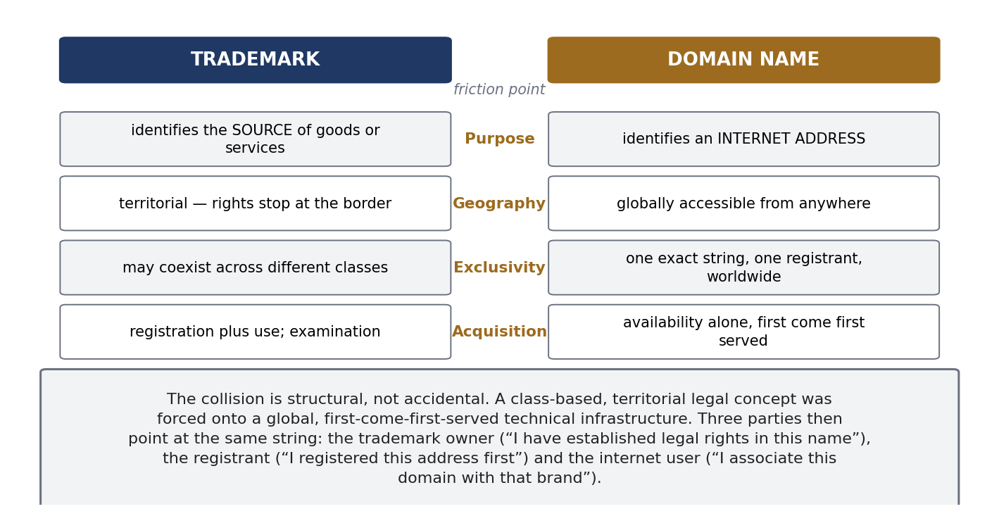 TRADEMARK
DOMAIN NAME
friction point
identifies the SOURCE of goods or
services
Purpose
identifies an INTERNET ADDRESS
territorial — rights stop at the border
Geography
globally accessible from anywhere
may coexist across different classes
Exclusivity
one exact string, one registrant,
worldwide
registration plus use; examination
Acquisition
availability alone, first come first
served
The collision is structural, not accidental. A class-based, territorial legal concept was
forced onto a global, first-come-first-served technical infrastructure. Three parties then
point at the same string: the trademark owner (“I have established legal rights in this name”),
the registrant (“I registered this address first”) and the internet user (“I associate this
domain with that brand”).